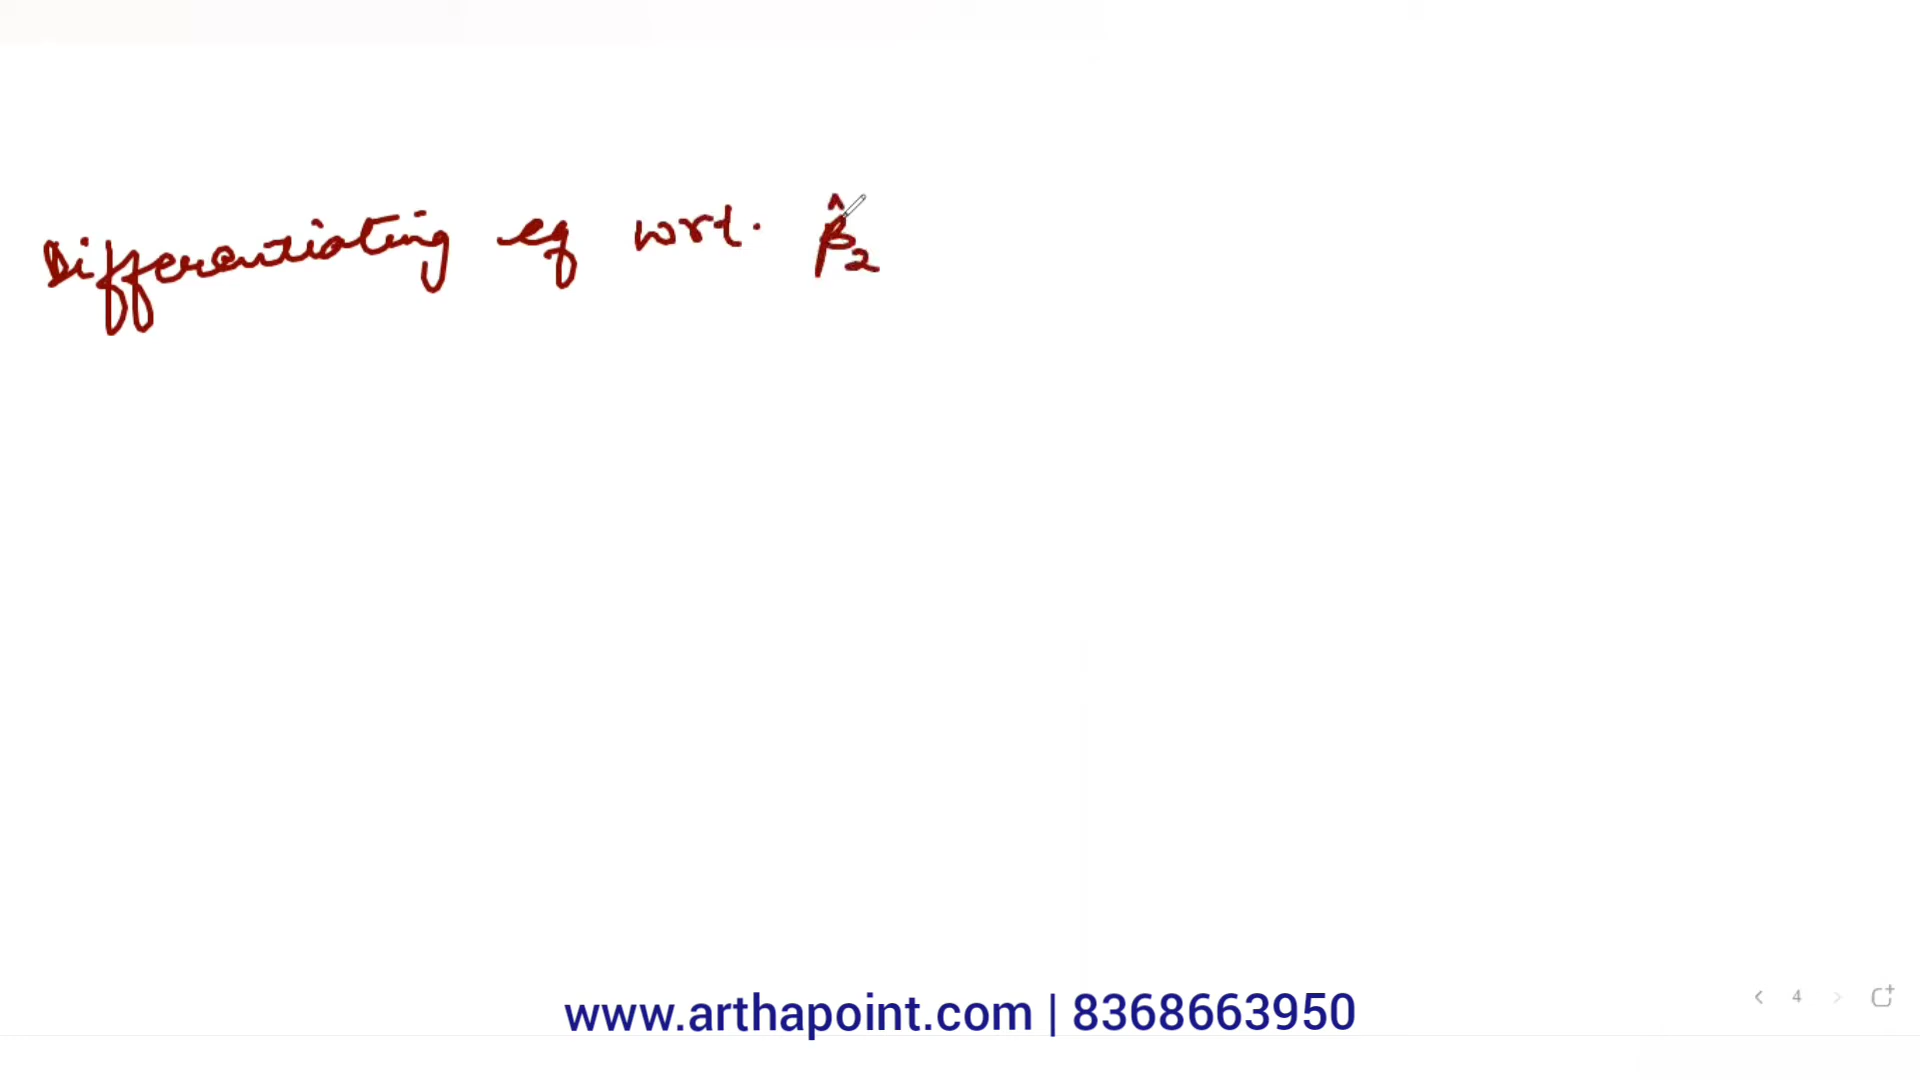 Differentiating eq wrt. β̂₂
www.arthapoint.com | 8368663950
4